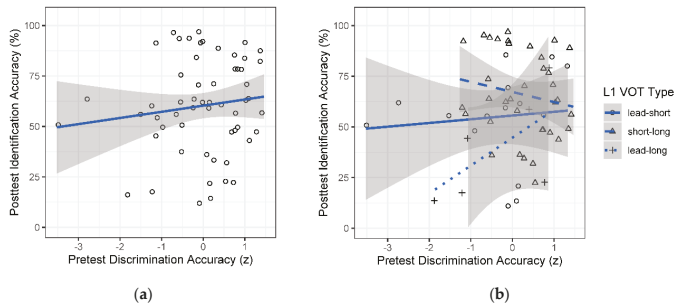 Posttest Identification Accuracy (%)
100
75
50
25
0
-3
-2
-1
0
1
Pretest Discrimination Accuracy (z)
(a)
Posttest Identification Accuracy (%)
100
75
50
25
0
-3
-2
-1
0
1
Pretest Discrimination Accuracy (z)
(b)
L1 VOT Type
lead-short
short-long
lead-long